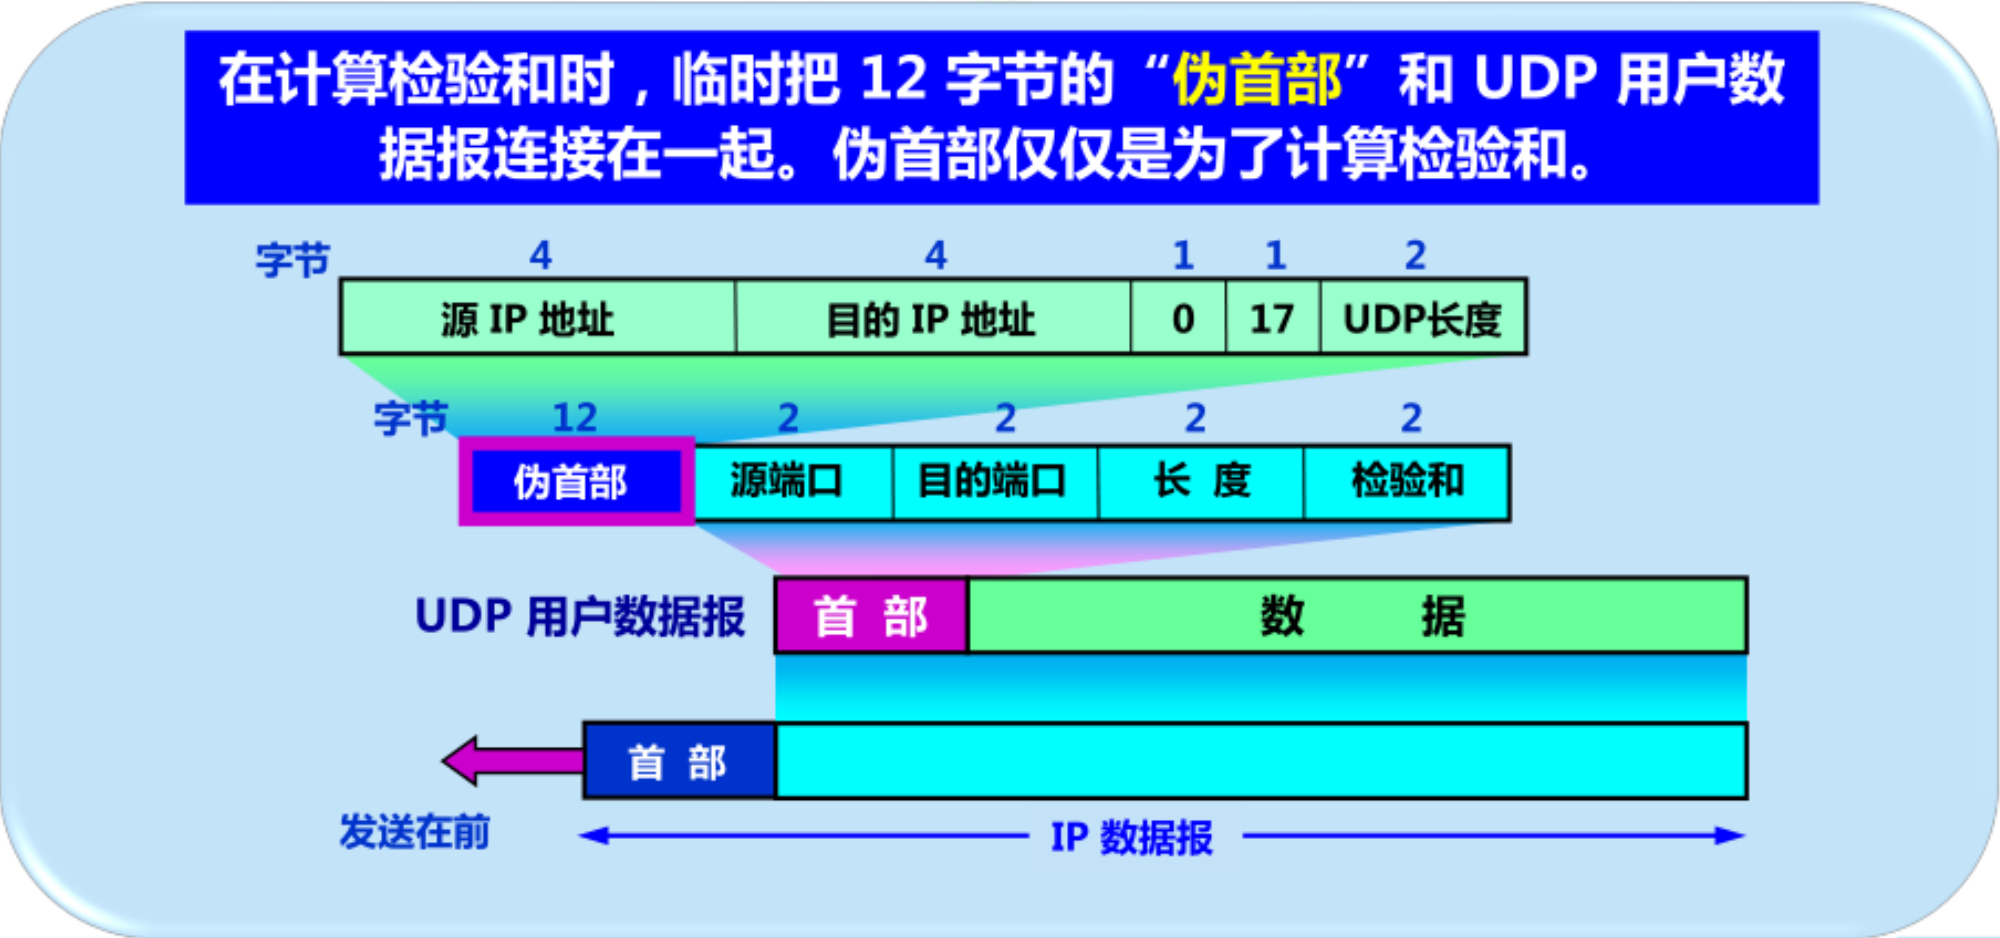 在计算检验和时，临时把 12 字节的“伪首部”和 UDP 用户数
据报连接在一起。伪首部仅仅是为了计算检验和。
字节 4 4 1 1 2
源 IP 地址 目的 IP 地址 0 17 UDP长度
字节 12 2 2 2 2
伪首部 源端口 目的端口 长 度 检验和
UDP 用户数据报 首 部 数 据
首 部
发送在前 IP 数据报